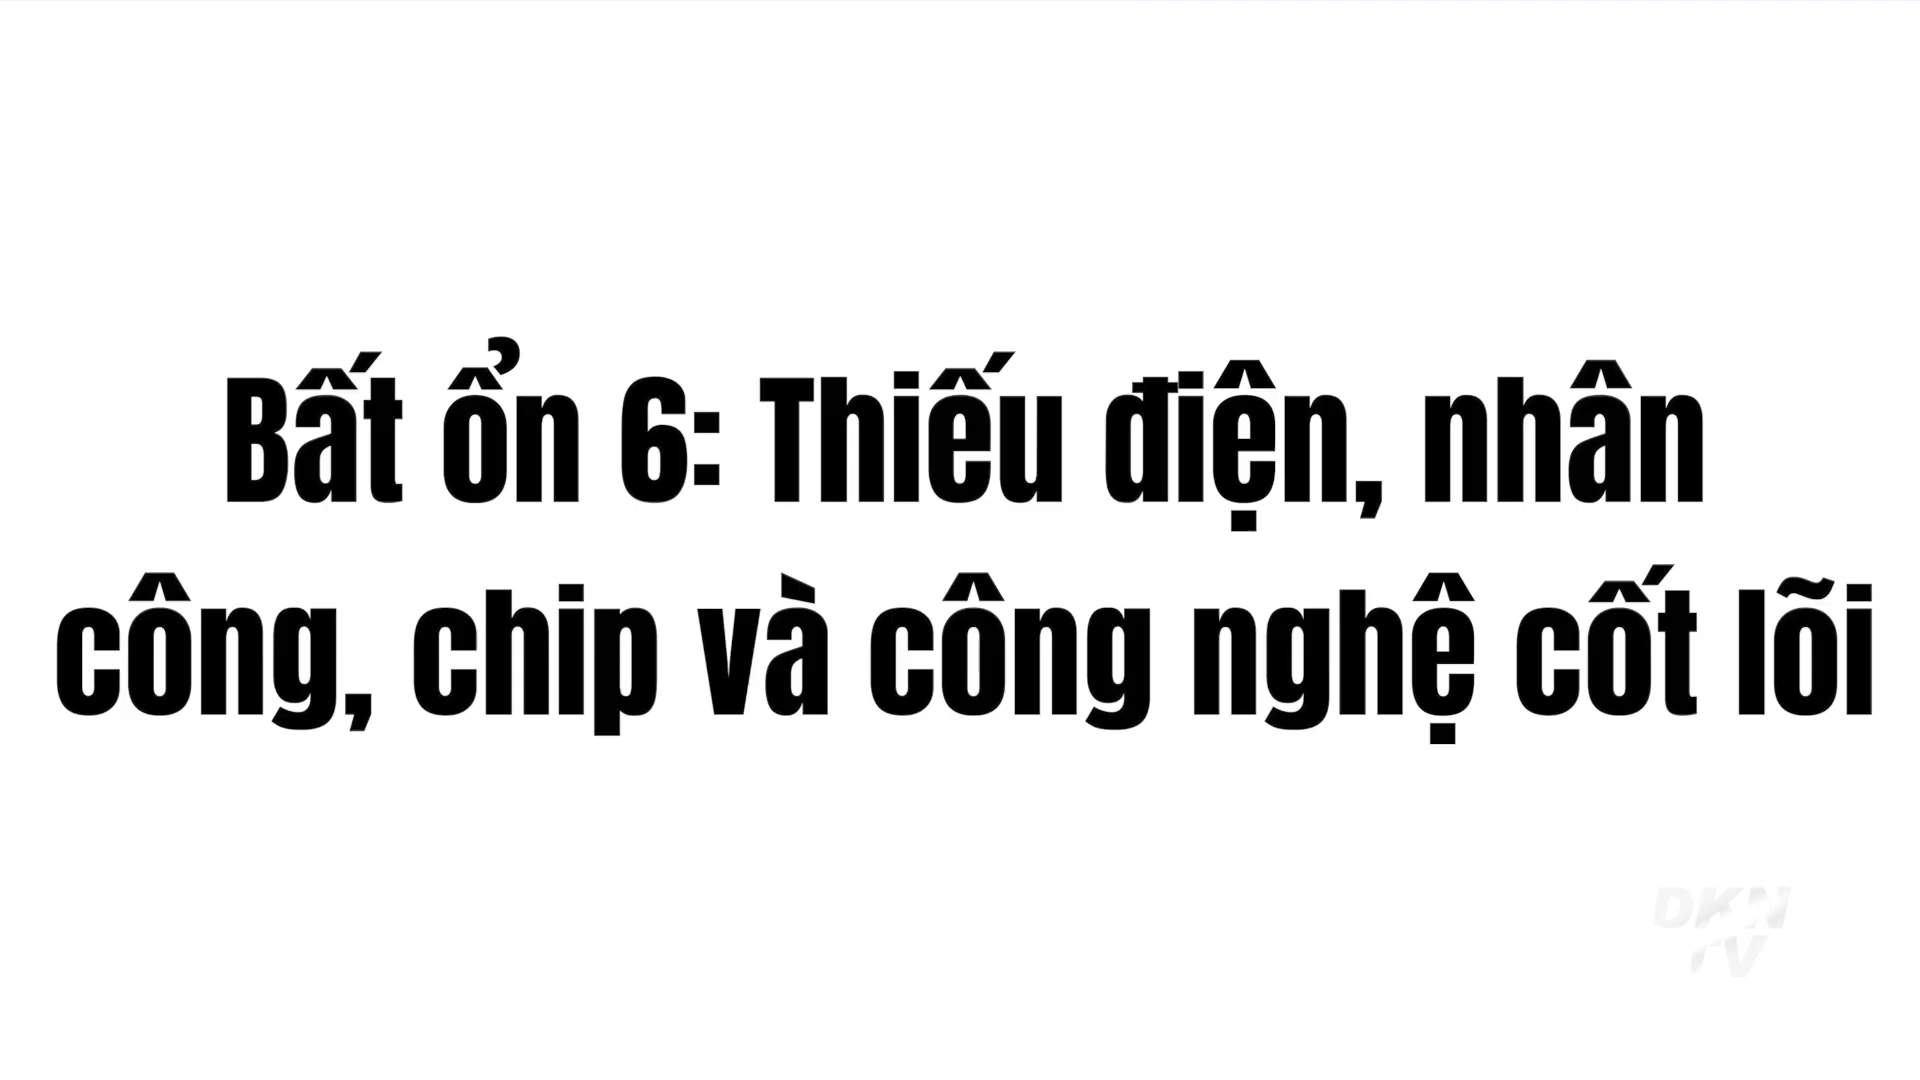 Bất ổn 6: Thiếu điện, nhân
công, chip và công nghệ cốt lõi
DKN
TV